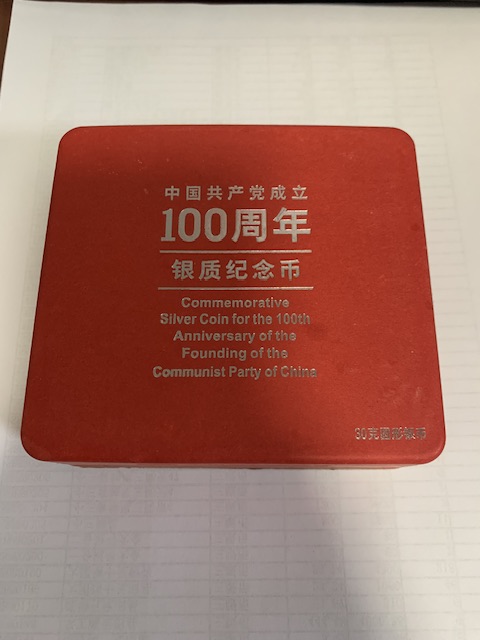 中国共产党成立
100周年
银质纪念币
Commemorative
Silver Coin for the 100th
Anniversary of the
Founding of the
Communist Party of China
30克圆形银币